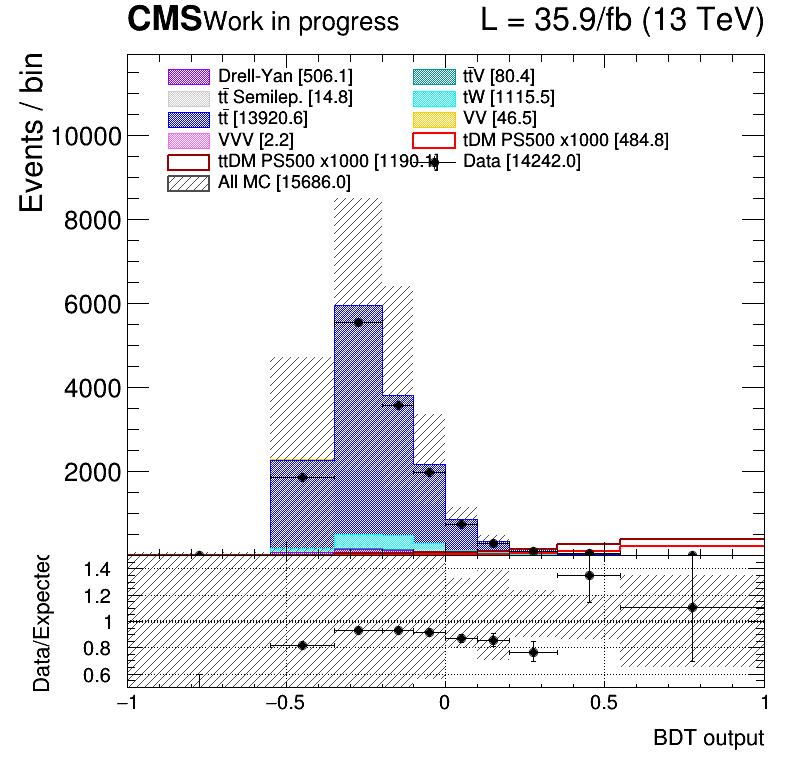 CMS Work in progress L = 35.9/fb (13 TeV)
Drell-Yan [506.1] tt̄V [80.4]
tt̄ Semilep. [14.8] tW [1115.5]
tt̄ [13920.6] VV [46.5]
VVV [2.2] tDM PS500 x1000 [484.8]
ttDM PS500 x1000 [1190.1] Data [14242.0]
All MC [15686.0]
Events / bin
10000
8000
6000
4000
2000
Data/Expected
1.4
1.2
1
0.8
0.6
−1 −0.5 0 0.5 1
BDT output